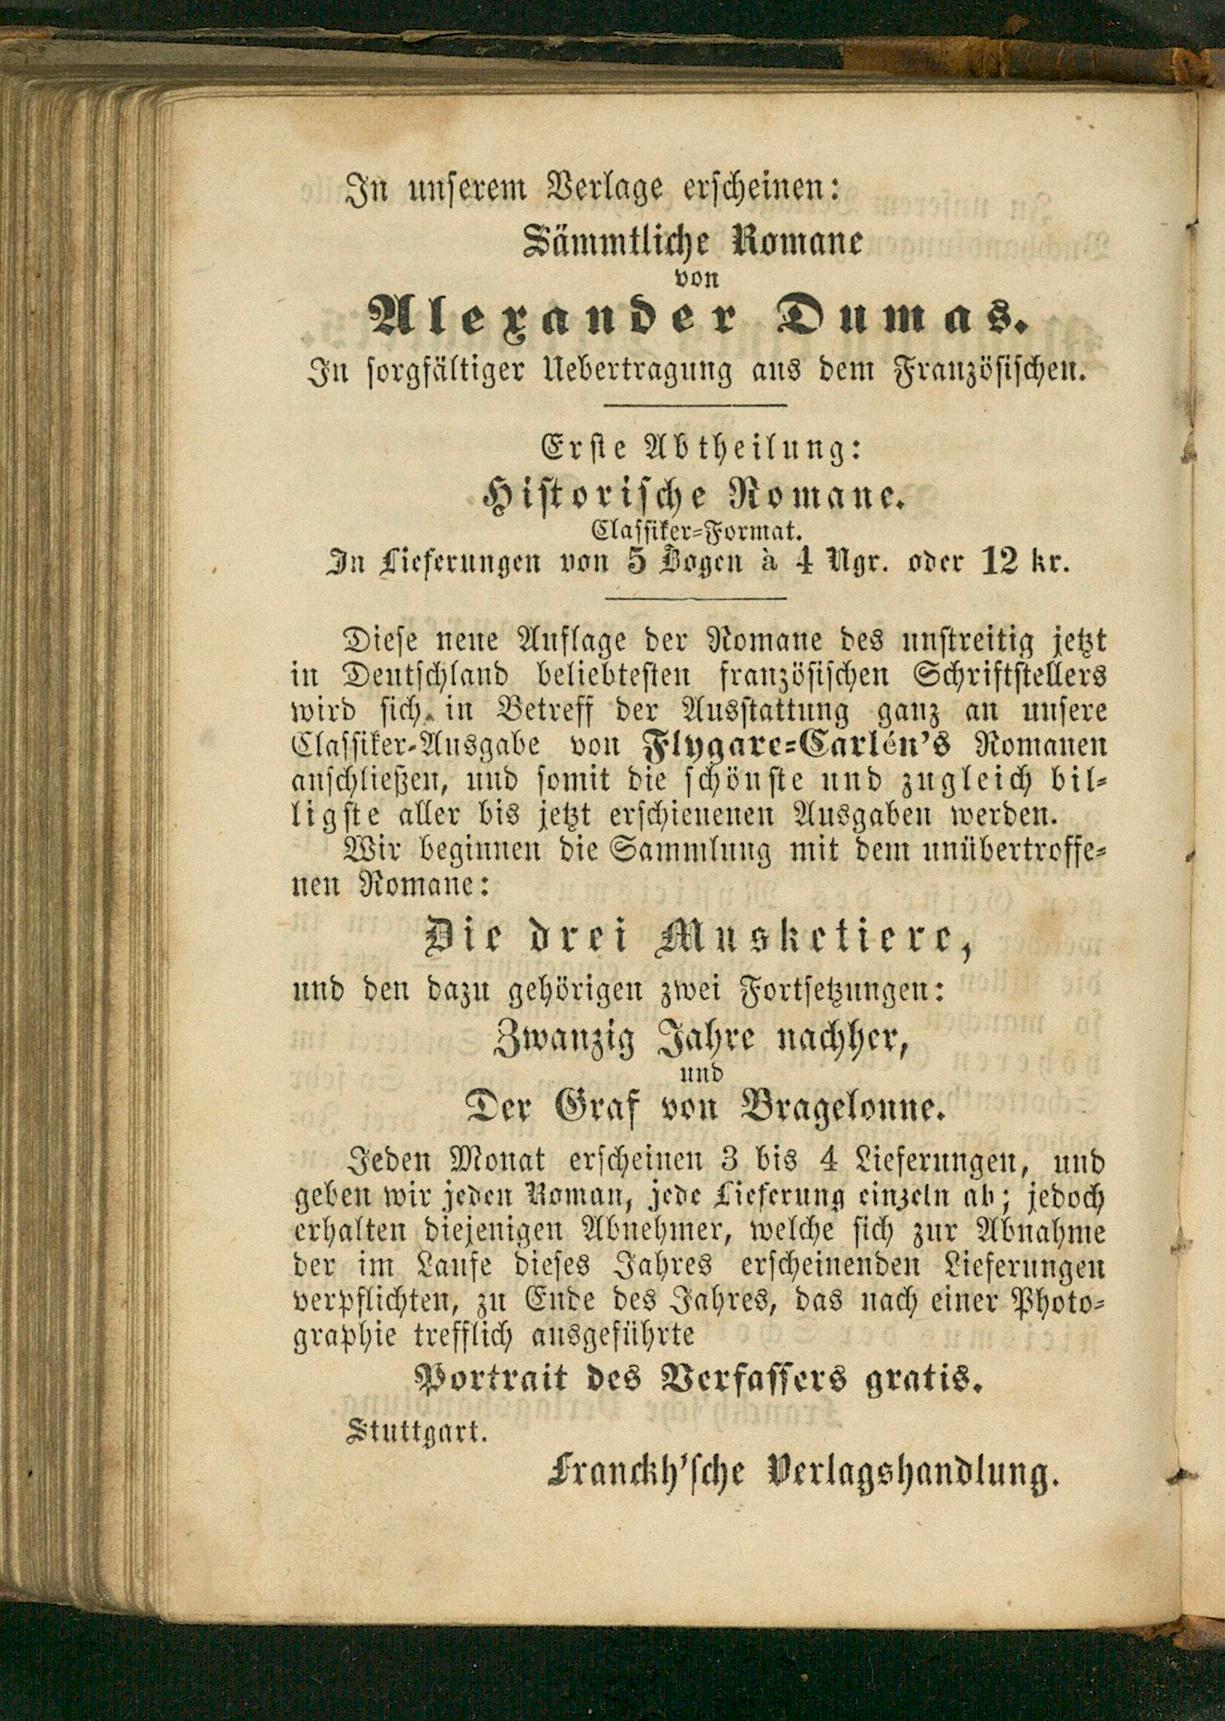 In unserem Verlage erscheinen:
Sämmtliche Romane
von
Alexander Dumas.
In sorgfältiger Uebertragung aus dem Französischen.
Erste Abtheilung:
Historische Romane.
Classiker-Format.
In Lieferungen von 5 Bogen à 4 Ngr. oder 12 kr.
Diese neue Auflage der Romane des unstreitig jetzt
in Deutschland beliebtesten französischen Schriftstellers
wird sich in Betreff der Ausstattung ganz an unsere
Classiker-Ausgabe von Flygare-Carlén's Romanen
anschließen, und somit die schönste und zugleich bil-
ligste aller bis jetzt erschienenen Ausgaben werden.
Wir beginnen die Sammlung mit dem unübertroffe-
nen Romane:
Die drei Musketiere,
und den dazu gehörigen zwei Fortsetzungen:
Zwanzig Jahre nachher,
und
Der Graf von Bragelonne.
Jeden Monat erscheinen 3 bis 4 Lieferungen, und
geben wir jeden Roman, jede Lieferung einzeln ab; jedoch
erhalten diejenigen Abnehmer, welche sich zur Abnahme
der im Laufe dieses Jahres erscheinenden Lieferungen
verpflichten, zu Ende des Jahres, das nach einer Photo-
graphie trefflich ausgeführte
Portrait des Verfassers gratis.
Stuttgart.
Franckh'sche Verlagshandlung.